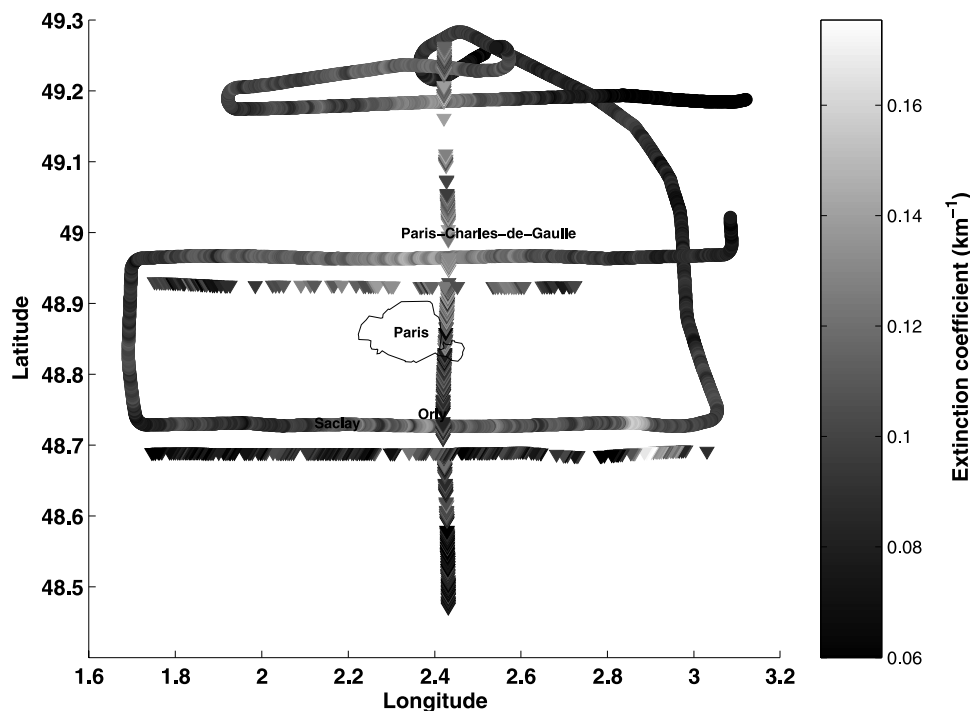 49.3
49.2
49.1
49
48.9
48.8
48.7
48.6
48.5
Latitude
Paris−Charles−de−Gaulle
Paris
Orly
Saclay
1.6 1.8 2 2.2 2.4 2.6 2.8 3 3.2
Longitude
0.16
0.14
0.12
0.1
0.08
0.06
Extinction coefficient (km⁻¹)